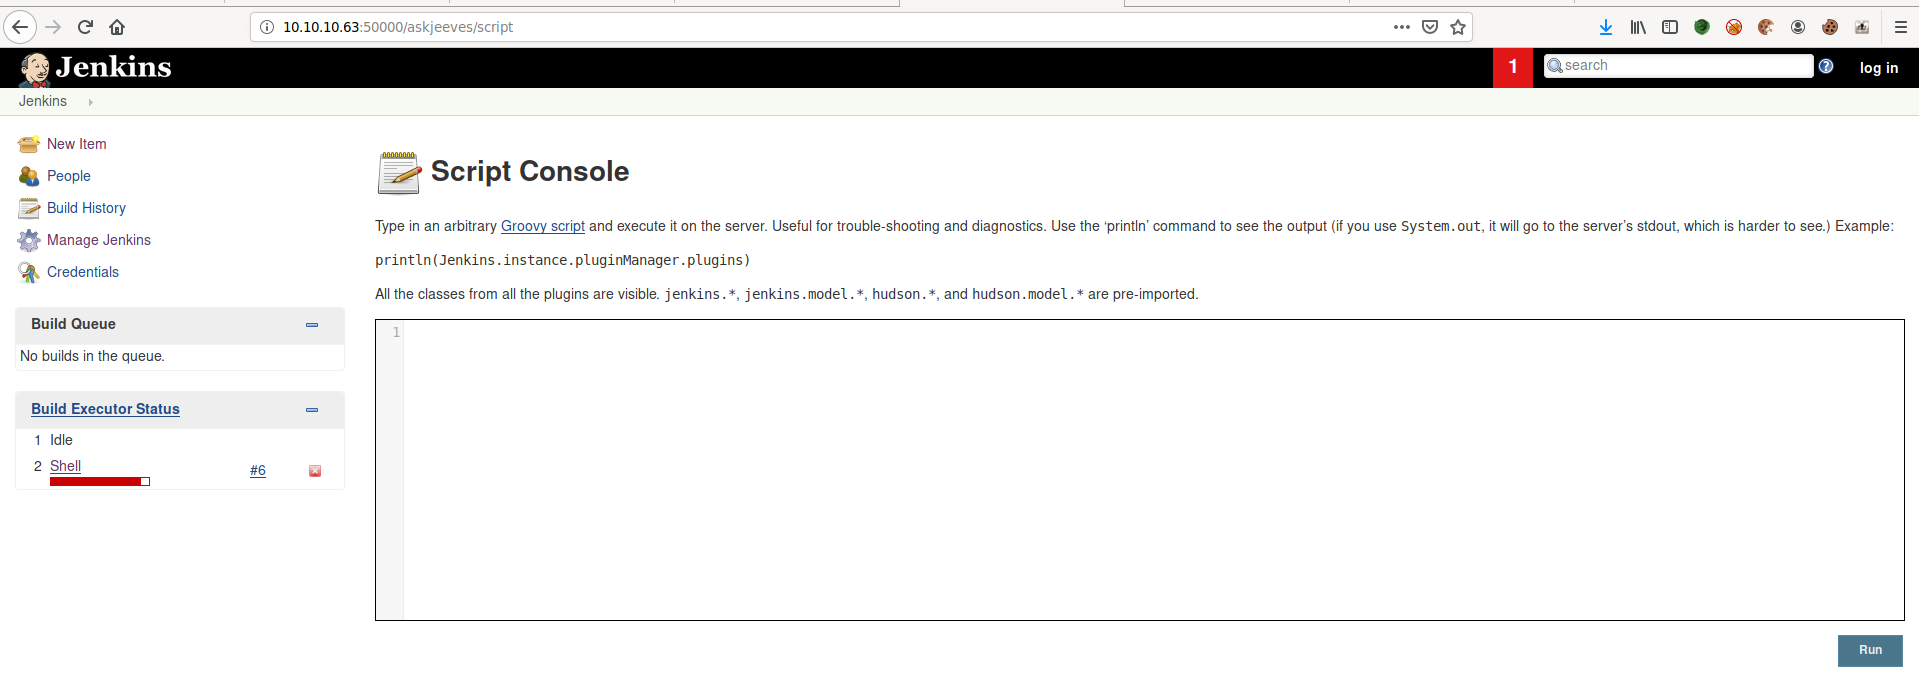 10.10.10.63:50000/askjeeves/script
Jenkins
1
search
log in
Jenkins
New Item
People
Build History
Manage Jenkins
Credentials
Build Queue
No builds in the queue.
Build Executor Status
1 Idle
2 Shell #6
Script Console
Type in an arbitrary Groovy script and execute it on the server. Useful for trouble-shooting and diagnostics. Use the ‘println’ command to see the output (if you use System.out, it will go to the server’s stdout, which is harder to see.) Example:
println(Jenkins.instance.pluginManager.plugins)
All the classes from all the plugins are visible. jenkins.*, jenkins.model.*, hudson.*, and hudson.model.* are pre-imported.
1
Run